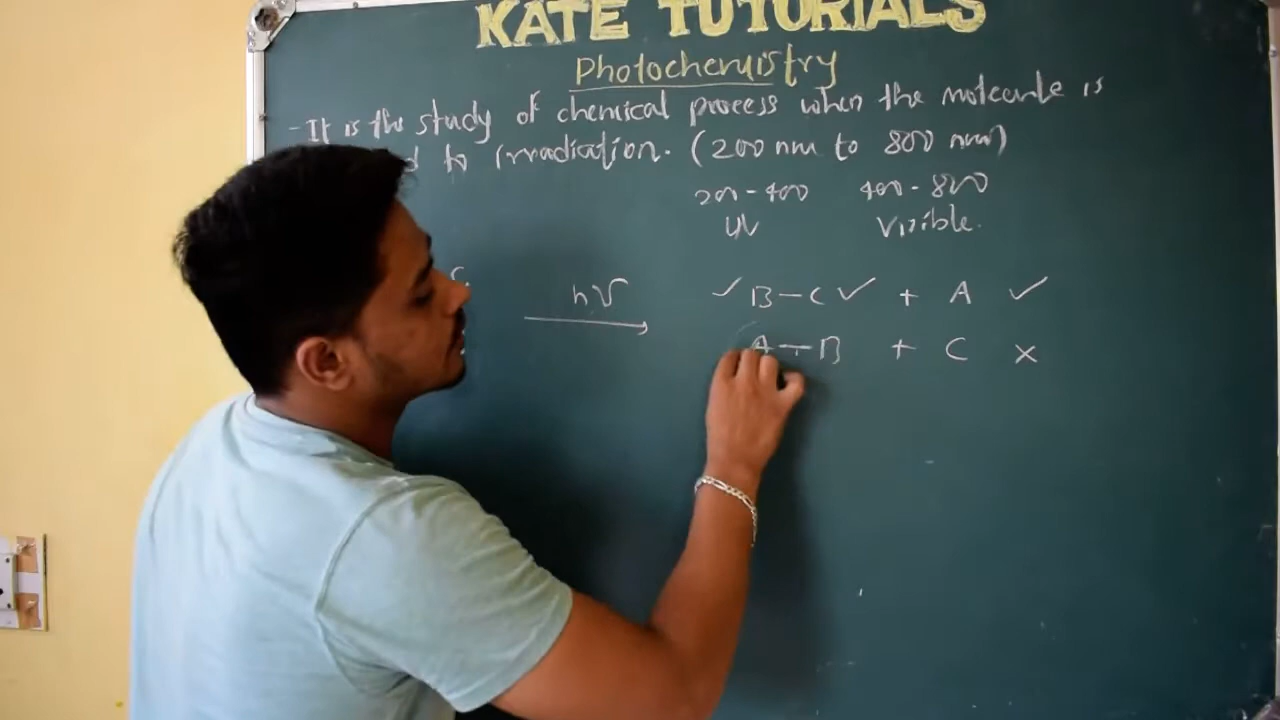 KATE TUTORIALS
Photochemistry
- It is the study of chemical process when the molecule is
d to irradiation. (200 nm to 800 nm)
200 - 400 400 - 800
UV Visible.
C hν ✓ B - C ✓ + A ✓
A - B + C ×